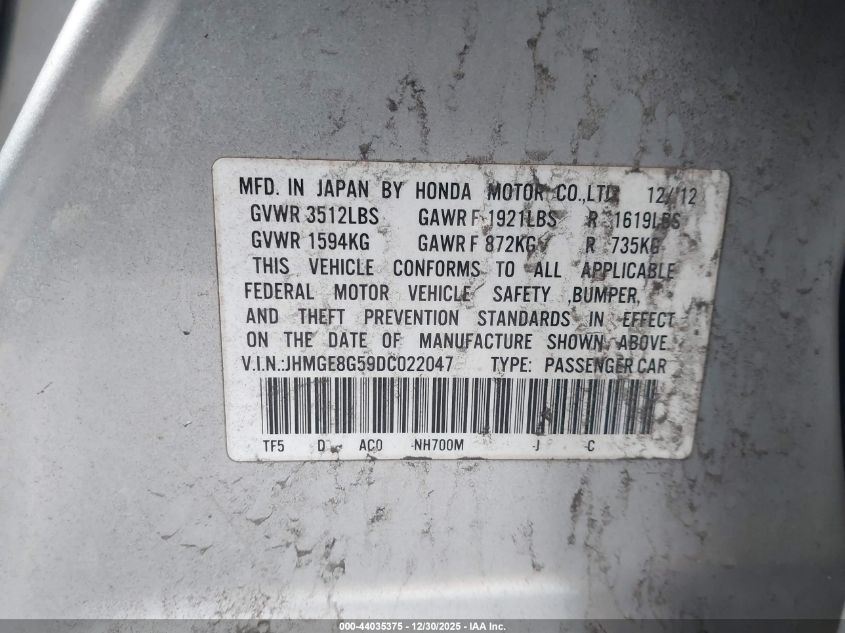 MFD. IN JAPAN BY HONDA MOTOR CO.,LTD 12/12
GVWR 3512LBS GAWR F 1921LBS R 1619LBS
GVWR 1594KG GAWR F 872KG R 735KG
THIS VEHICLE CONFORMS TO ALL APPLICABLE
FEDERAL MOTOR VEHICLE SAFETY ,BUMPER,
AND THEFT PREVENTION STANDARDS IN EFFECT
ON THE DATE OF MANUFACTURE SHOWN ABOVE.
V.I.N.:JHMGE8G59DC022047 TYPE: PASSENGER CAR
TF5 D AC0 NH700M J C
000-44035375 - 12/30/2025 - IAA Inc.